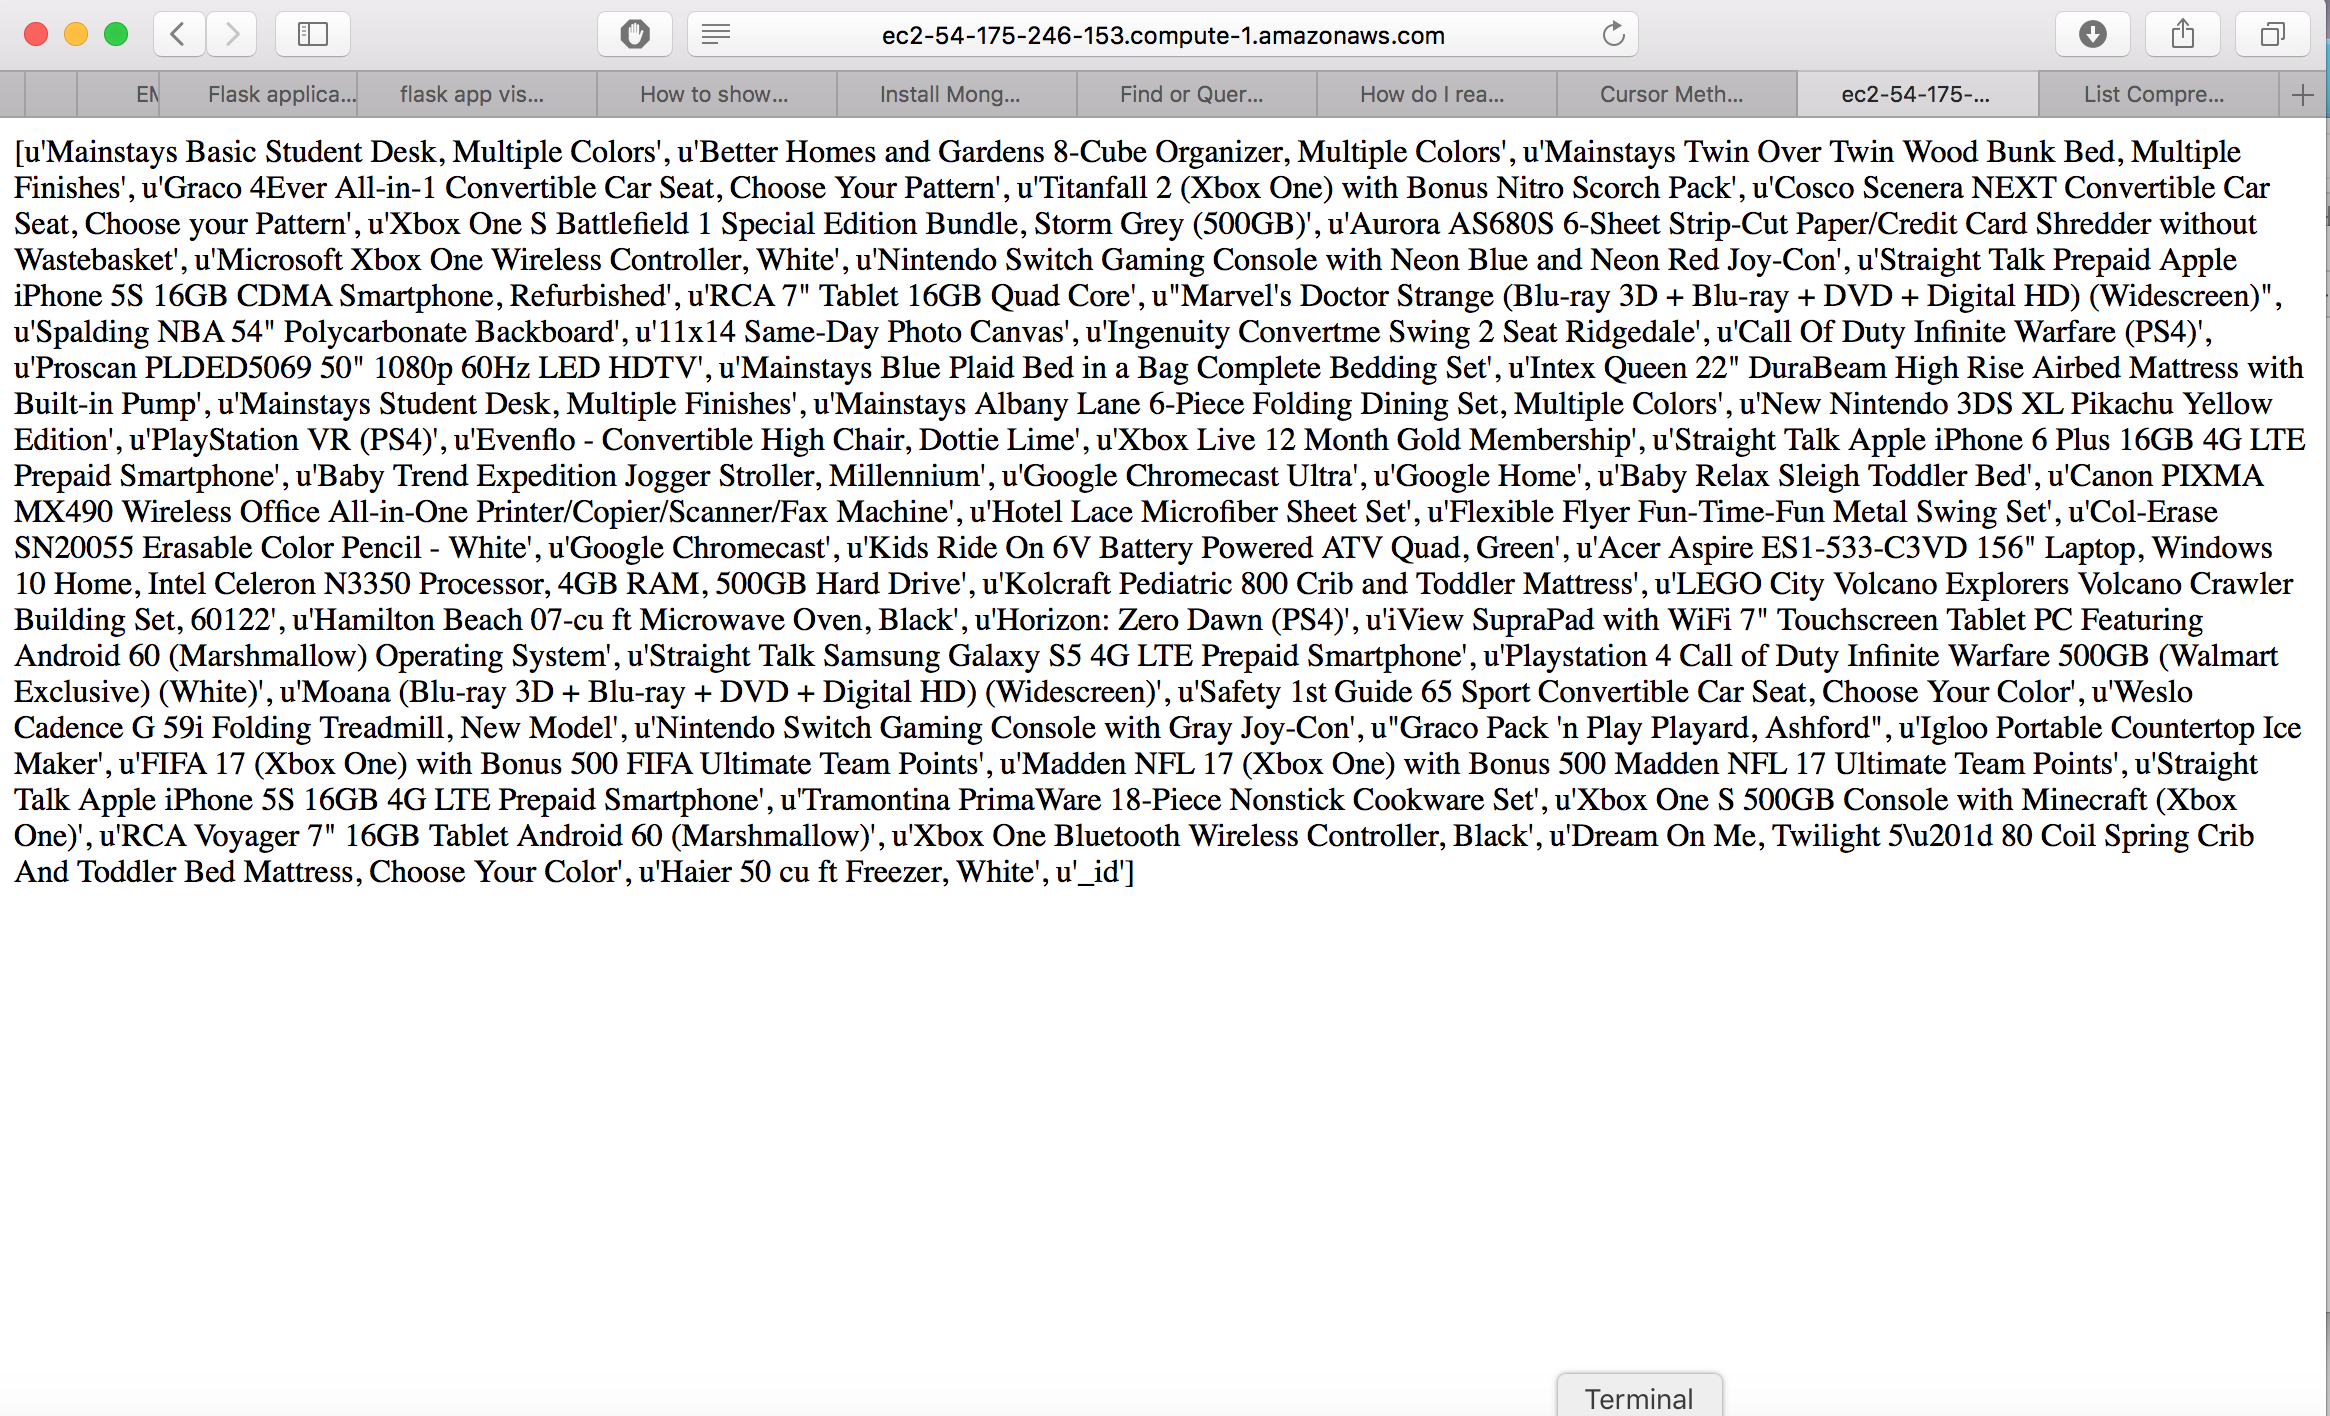 ec2-54-175-246-153.compute-1.amazonaws.com
EM Flask applica... flask app vis... How to show... Install Mong... Find or Quer... How do I rea... Cursor Meth... ec2-54-175-... List Compre...
[u'Mainstays Basic Student Desk, Multiple Colors', u'Better Homes and Gardens 8-Cube Organizer, Multiple Colors', u'Mainstays Twin Over Twin Wood Bunk Bed, Multiple
Finishes', u'Graco 4Ever All-in-1 Convertible Car Seat, Choose Your Pattern', u'Titanfall 2 (Xbox One) with Bonus Nitro Scorch Pack', u'Cosco Scenera NEXT Convertible Car
Seat, Choose your Pattern', u'Xbox One S Battlefield 1 Special Edition Bundle, Storm Grey (500GB)', u'Aurora AS680S 6-Sheet Strip-Cut Paper/Credit Card Shredder without
Wastebasket', u'Microsoft Xbox One Wireless Controller, White', u'Nintendo Switch Gaming Console with Neon Blue and Neon Red Joy-Con', u'Straight Talk Prepaid Apple
iPhone 5S 16GB CDMA Smartphone, Refurbished', u'RCA 7" Tablet 16GB Quad Core', u"Marvel's Doctor Strange (Blu-ray 3D + Blu-ray + DVD + Digital HD) (Widescreen)",
u'Spalding NBA 54" Polycarbonate Backboard', u'11x14 Same-Day Photo Canvas', u'Ingenuity Convertme Swing 2 Seat Ridgedale', u'Call Of Duty Infinite Warfare (PS4)',
u'Proscan PLDED5069 50" 1080p 60Hz LED HDTV', u'Mainstays Blue Plaid Bed in a Bag Complete Bedding Set', u'Intex Queen 22" DuraBeam High Rise Airbed Mattress with
Built-in Pump', u'Mainstays Student Desk, Multiple Finishes', u'Mainstays Albany Lane 6-Piece Folding Dining Set, Multiple Colors', u'New Nintendo 3DS XL Pikachu Yellow
Edition', u'PlayStation VR (PS4)', u'Evenflo - Convertible High Chair, Dottie Lime', u'Xbox Live 12 Month Gold Membership', u'Straight Talk Apple iPhone 6 Plus 16GB 4G LTE
Prepaid Smartphone', u'Baby Trend Expedition Jogger Stroller, Millennium', u'Google Chromecast Ultra', u'Google Home', u'Baby Relax Sleigh Toddler Bed', u'Canon PIXMA
MX490 Wireless Office All-in-One Printer/Copier/Scanner/Fax Machine', u'Hotel Lace Microfiber Sheet Set', u'Flexible Flyer Fun-Time-Fun Metal Swing Set', u'Col-Erase
SN20055 Erasable Color Pencil - White', u'Google Chromecast', u'Kids Ride On 6V Battery Powered ATV Quad, Green', u'Acer Aspire ES1-533-C3VD 156" Laptop, Windows
10 Home, Intel Celeron N3350 Processor, 4GB RAM, 500GB Hard Drive', u'Kolcraft Pediatric 800 Crib and Toddler Mattress', u'LEGO City Volcano Explorers Volcano Crawler
Building Set, 60122', u'Hamilton Beach 07-cu ft Microwave Oven, Black', u'Horizon: Zero Dawn (PS4)', u'iView SupraPad with WiFi 7" Touchscreen Tablet PC Featuring
Android 60 (Marshmallow) Operating System', u'Straight Talk Samsung Galaxy S5 4G LTE Prepaid Smartphone', u'Playstation 4 Call of Duty Infinite Warfare 500GB (Walmart
Exclusive) (White)', u'Moana (Blu-ray 3D + Blu-ray + DVD + Digital HD) (Widescreen)', u'Safety 1st Guide 65 Sport Convertible Car Seat, Choose Your Color', u'Weslo
Cadence G 59i Folding Treadmill, New Model', u'Nintendo Switch Gaming Console with Gray Joy-Con', u"Graco Pack 'n Play Playard, Ashford", u'Igloo Portable Countertop Ice
Maker', u'FIFA 17 (Xbox One) with Bonus 500 FIFA Ultimate Team Points', u'Madden NFL 17 (Xbox One) with Bonus 500 Madden NFL 17 Ultimate Team Points', u'Straight
Talk Apple iPhone 5S 16GB 4G LTE Prepaid Smartphone', u'Tramontina PrimaWare 18-Piece Nonstick Cookware Set', u'Xbox One S 500GB Console with Minecraft (Xbox
One)', u'RCA Voyager 7" 16GB Tablet Android 60 (Marshmallow)', u'Xbox One Bluetooth Wireless Controller, Black', u'Dream On Me, Twilight 5\u201d 80 Coil Spring Crib
And Toddler Bed Mattress, Choose Your Color', u'Haier 50 cu ft Freezer, White', u'_id']
Terminal